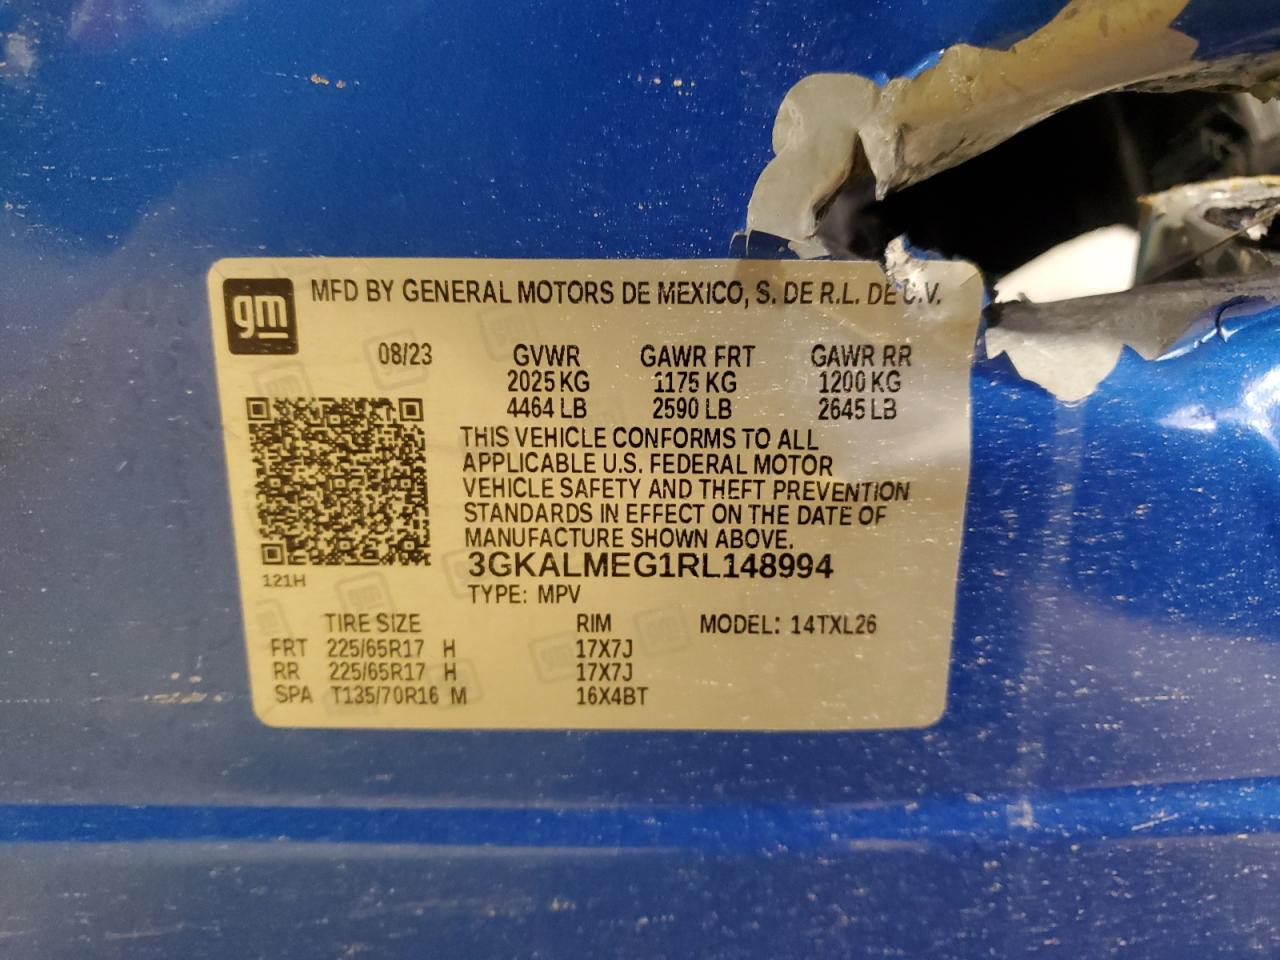 gm MFD BY GENERAL MOTORS DE MEXICO, S. DE R.L. DE C.V.
08/23 GVWR GAWR FRT GAWR RR
2025 KG 1175 KG 1200 KG
4464 LB 2590 LB 2645 LB
THIS VEHICLE CONFORMS TO ALL
APPLICABLE U.S. FEDERAL MOTOR
VEHICLE SAFETY AND THEFT PREVENTION
STANDARDS IN EFFECT ON THE DATE OF
MANUFACTURE SHOWN ABOVE.
3GKALMEG1RL148994
121H
TYPE: MPV
TIRE SIZE RIM MODEL: 14TXL26
FRT 225/65R17 H 17X7J
RR 225/65R17 H 17X7J
SPA T135/70R16 M 16X4BT